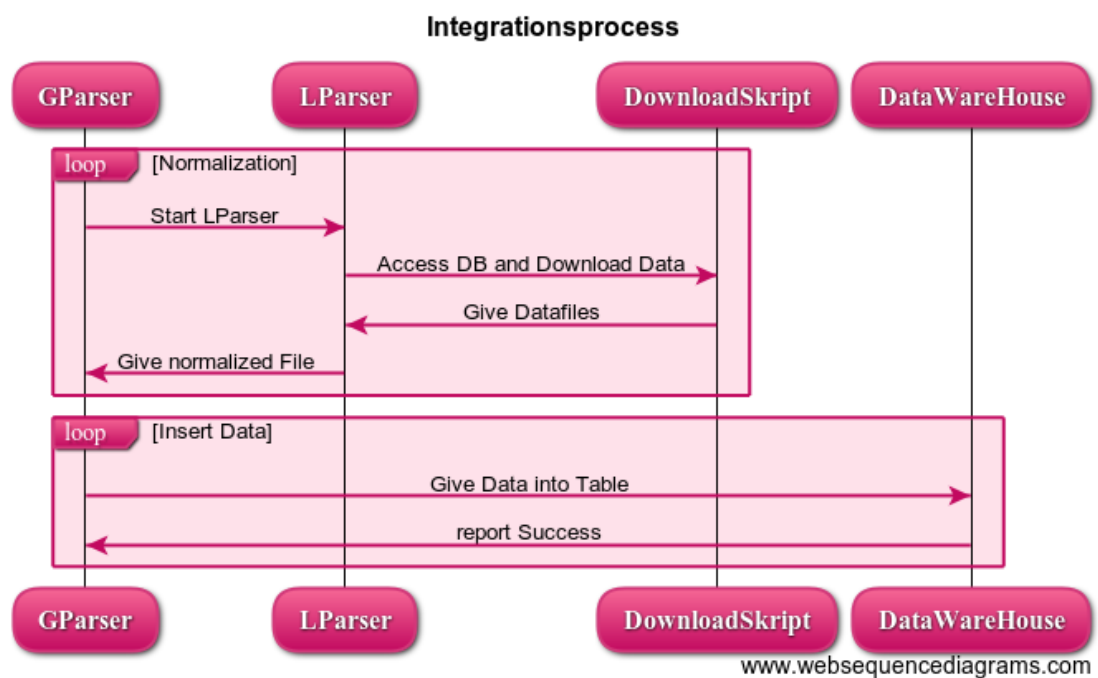 Integrationsprocess
GParser
LParser
DownloadSkript
DataWareHouse
loop
[Normalization]
Start LParser
Access DB and Download Data
Give Datafiles
Give normalized File
loop
[Insert Data]
Give Data into Table
report Success
GParser
LParser
DownloadSkript
DataWareHouse
www.websequencediagrams.com